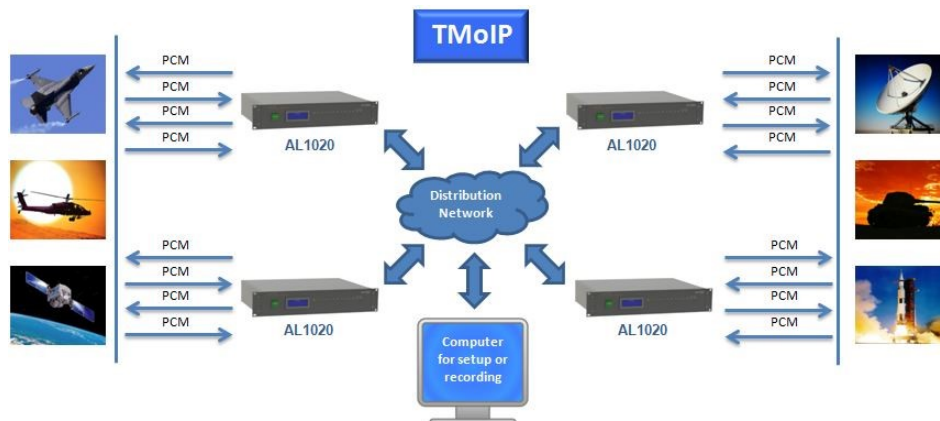 TMoIP
PCM
PCM
PCM
PCM
AL1020
PCM
PCM
PCM
PCM
AL1020
Distribution
Network
PCM
PCM
PCM
PCM
AL1020
PCM
PCM
PCM
PCM
AL1020
Computer
for setup or
recording